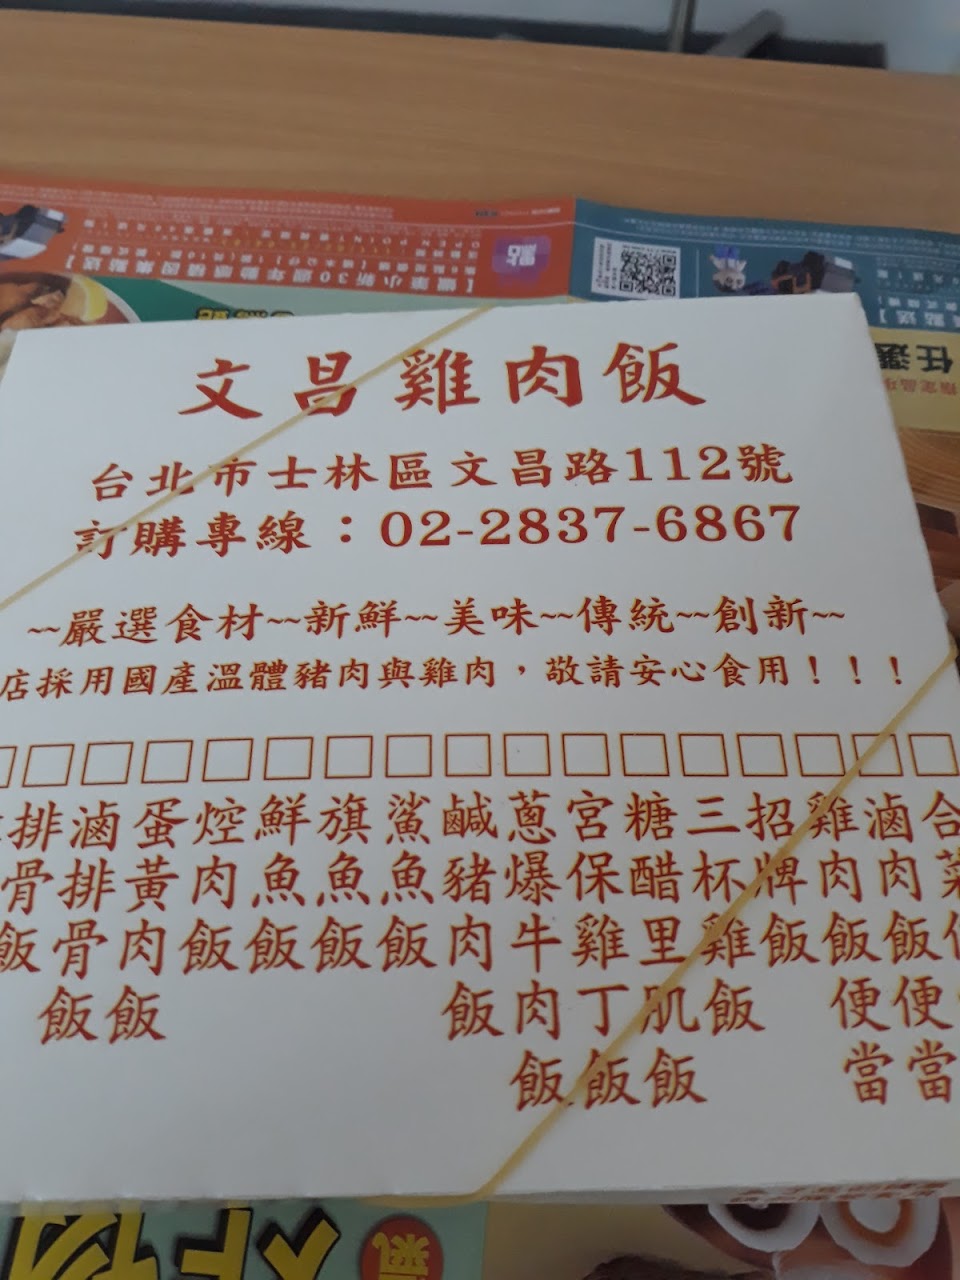 任選
文昌雞肉飯
台北市士林區文昌路112號
訂購專線：02-2837-6867
~~嚴選食材~~新鮮~~美味~~傳統~~創新~~
店採用國產溫體豬肉與雞肉，敬請安心食用！！！
□合菜
□滷肉飯便當
□雞肉飯便當
□招牌飯
□三杯雞飯
□糖醋里肌飯
□宮保雞丁飯
□蔥爆牛肉飯
□鹹豬肉飯
□鯊魚飯
□旗魚飯
□鮮魚飯
□焢肉飯
□蛋黃肉飯
□滷排骨飯
□排骨飯